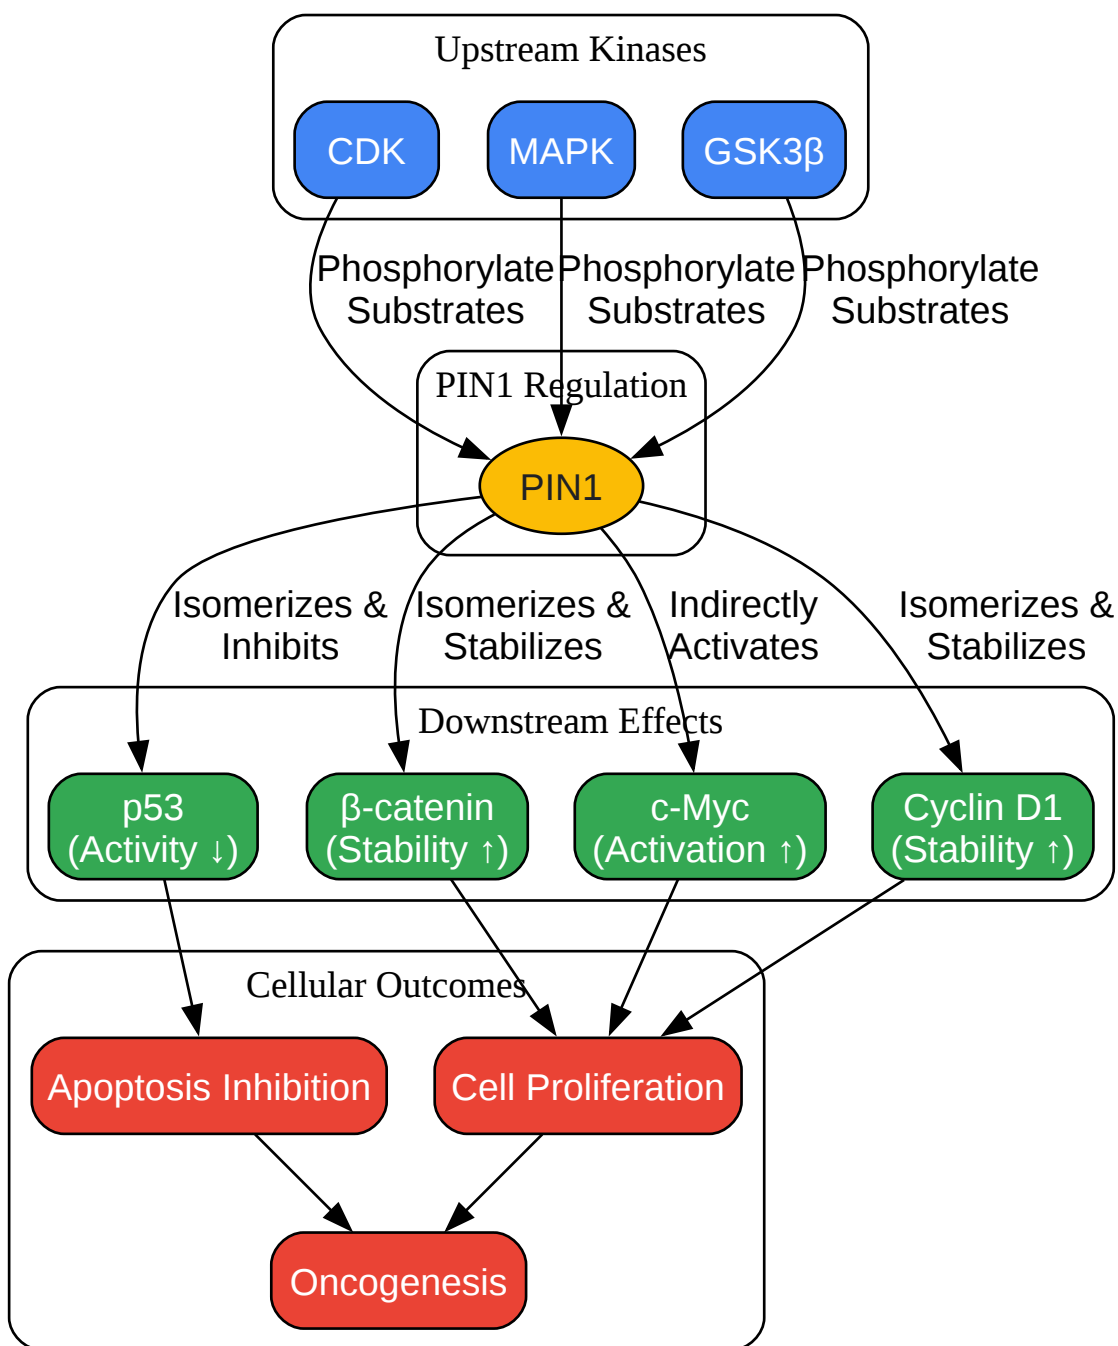 Upstream Kinases
CDK
MAPK
GSK3β
Phosphorylate
Substrates
Phosphorylate
Substrates
Phosphorylate
Substrates
PIN1 Regulation
PIN1
Isomerizes &
Inhibits
Isomerizes &
Stabilizes
Indirectly
Activates
Isomerizes &
Stabilizes
Downstream Effects
p53
(Activity ↓)
β-catenin
(Stability ↑)
c-Myc
(Activation ↑)
Cyclin D1
(Stability ↑)
Cellular Outcomes
Apoptosis Inhibition
Cell Proliferation
Oncogenesis